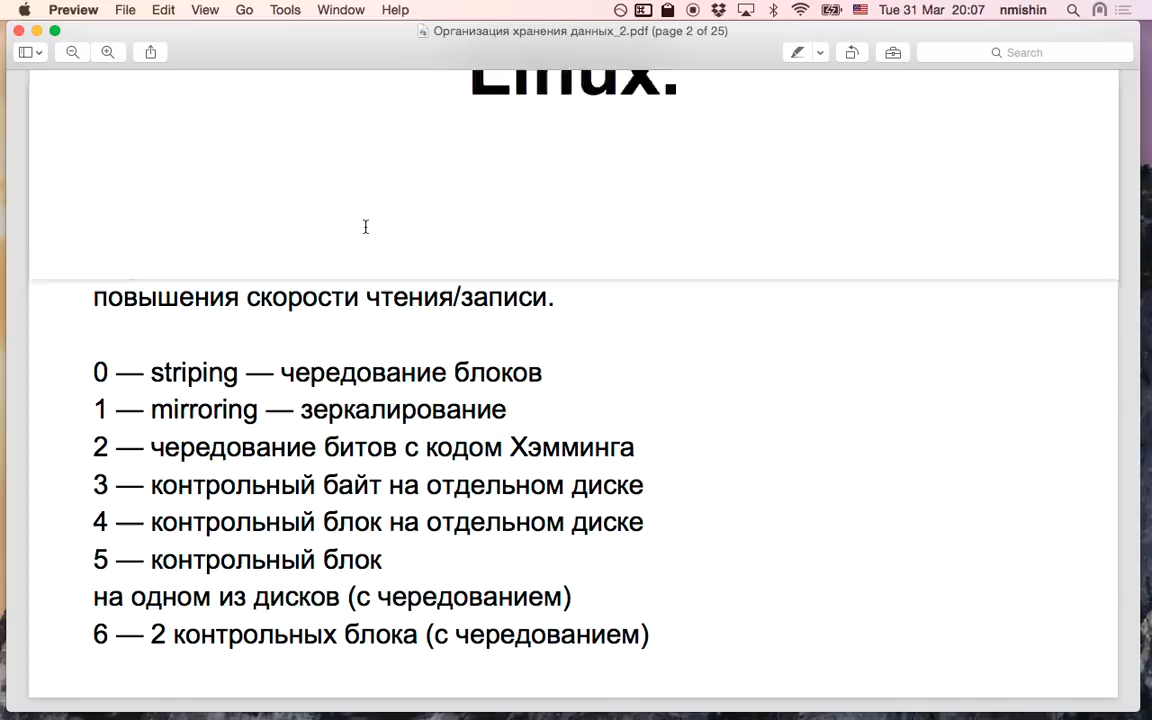 Preview File Edit View Go Tools Window Help Tue 31 Mar 20:07 nmishin
Организация хранения данных_2.pdf (page 2 of 25)
Search
Linux.
повышения скорости чтения/записи.
0 — striping — чередование блоков
1 — mirroring — зеркалирование
2 — чередование битов с кодом Хэмминга
3 — контрольный байт на отдельном диске
4 — контрольный блок на отдельном диске
5 — контрольный блок
на одном из дисков (с чередованием)
6 — 2 контрольных блока (с чередованием)